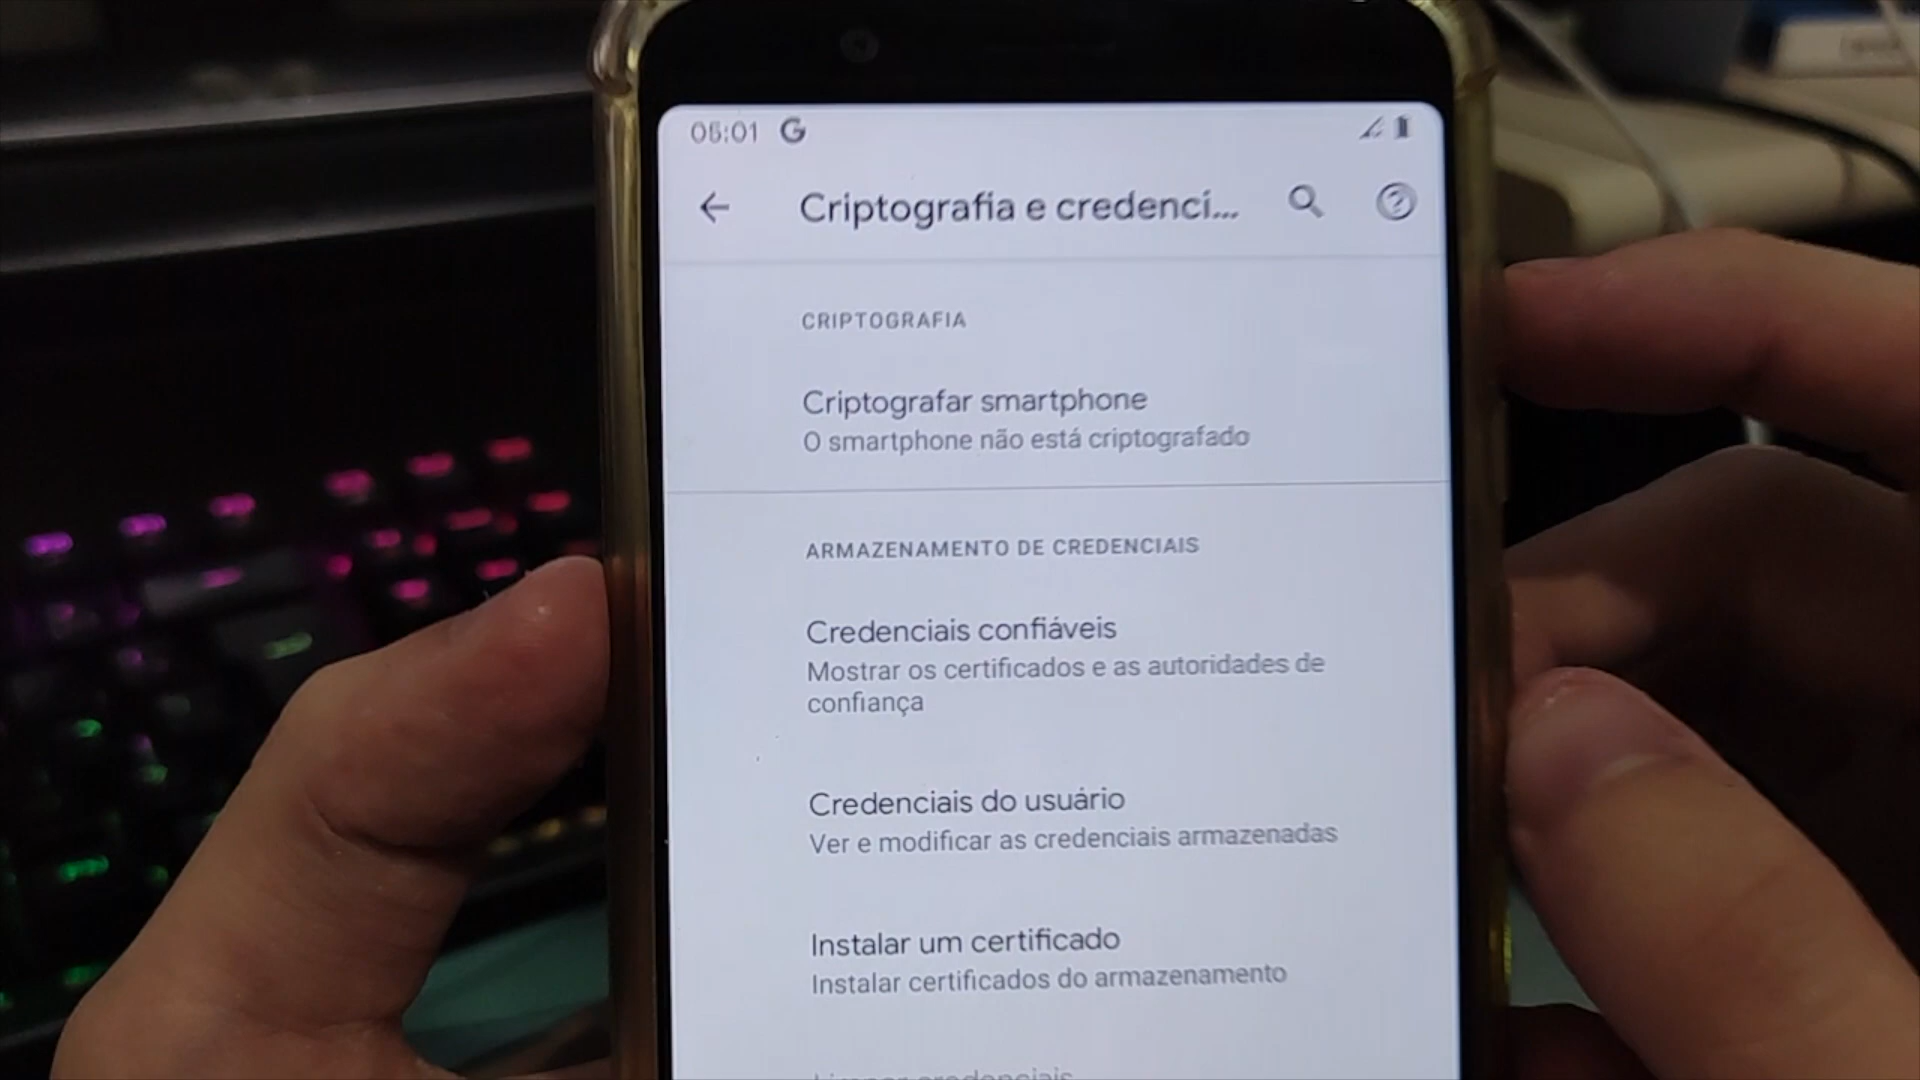 06:01 G
Criptografia e credenci...
CRIPTOGRAFIA
Criptografar smartphone
O smartphone não está criptografado
ARMAZENAMENTO DE CREDENCIAIS
Credenciais confiáveis
Mostrar os certificados e as autoridades de
confiança
Credenciais do usuário
Ver e modificar as credenciais armazenadas
Instalar um certificado
Instalar certificados do armazenamento
Limpar credenciais